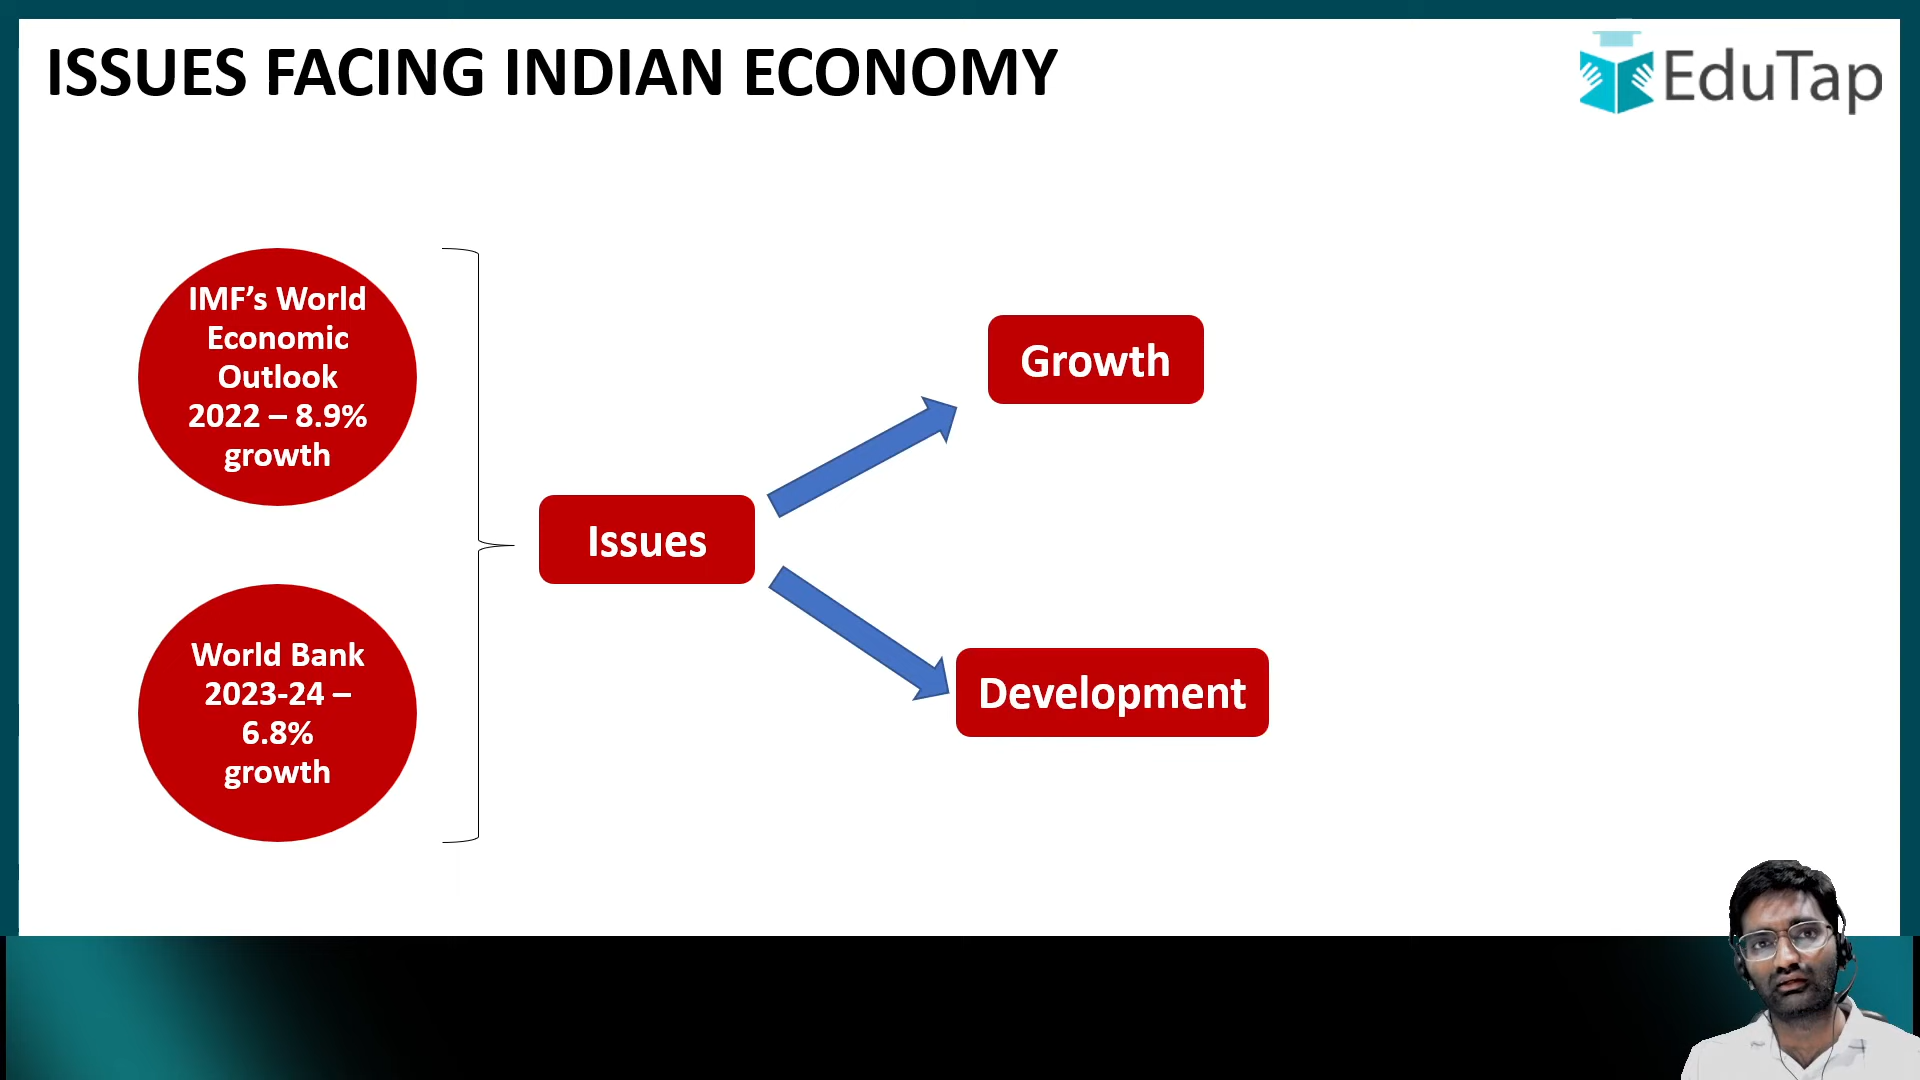 ISSUES FACING INDIAN ECONOMY
EduTap
IMF’s World
Economic
Outlook
2022 – 8.9%
growth
Growth
Issues
World Bank
2023-24 –
6.8%
growth
Development